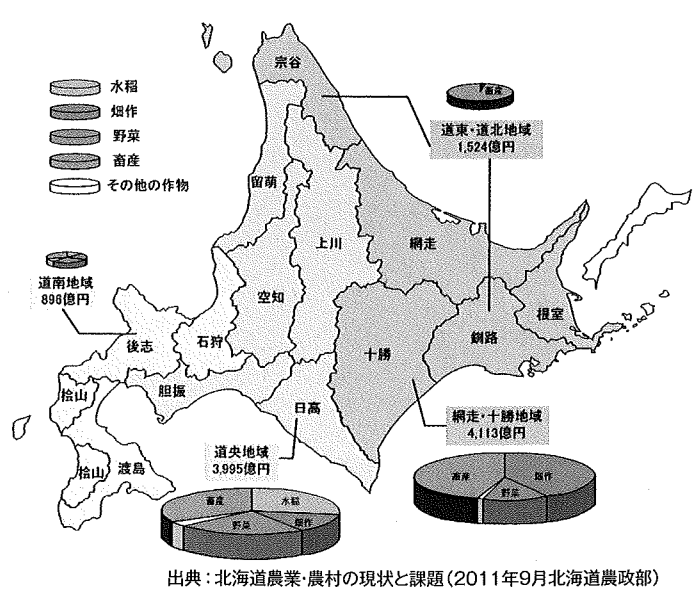 宗谷
水稲
畑作
野菜
畜産
その他の作物
畜産
道東・道北地域
1,524億円
留萌
上川
網走
道南地域
896億円
空知
根室
後志
石狩
十勝
釧路
桧山
胆振
日高
網走・十勝地域
4,113億円
桧山
渡島
道央地域
3,995億円
畜産
水稲
野菜
畑作
畜産
畑作
野菜
出典：北海道農業・農村の現状と課題（2011年9月北海道農政部）